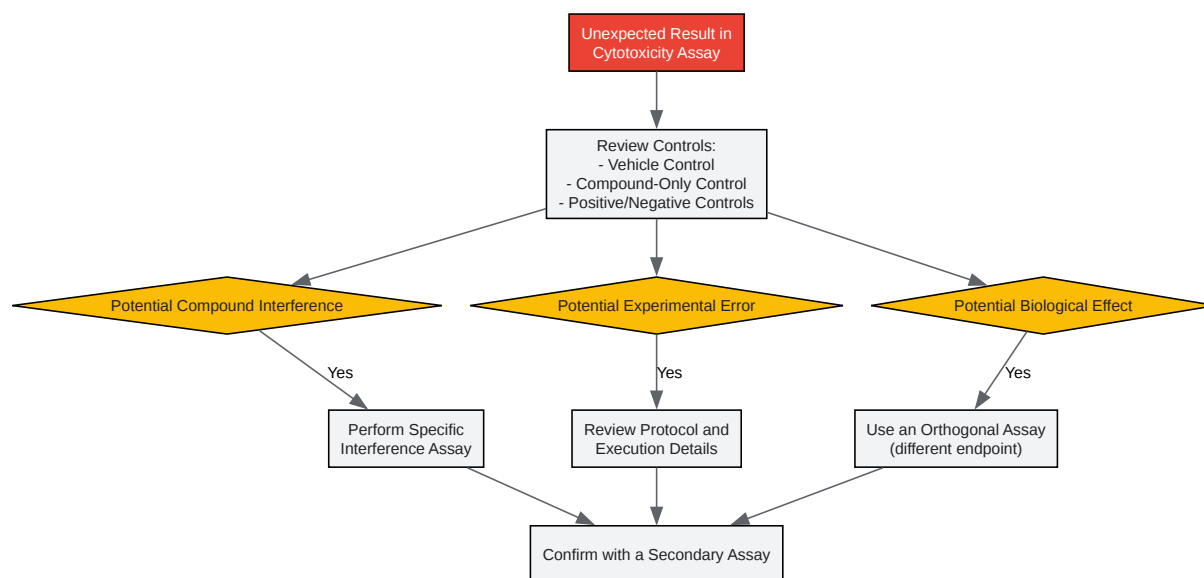 Unexpected Result in
Cytotoxicity Assay
Review Controls:
- Vehicle Control
- Compound-Only Control
- Positive/Negative Controls
Potential Compound Interference
Potential Experimental Error
Potential Biological Effect
Yes
Yes
Yes
Perform Specific
Interference Assay
Review Protocol and
Execution Details
Use an Orthogonal Assay
(different endpoint)
Confirm with a Secondary Assay